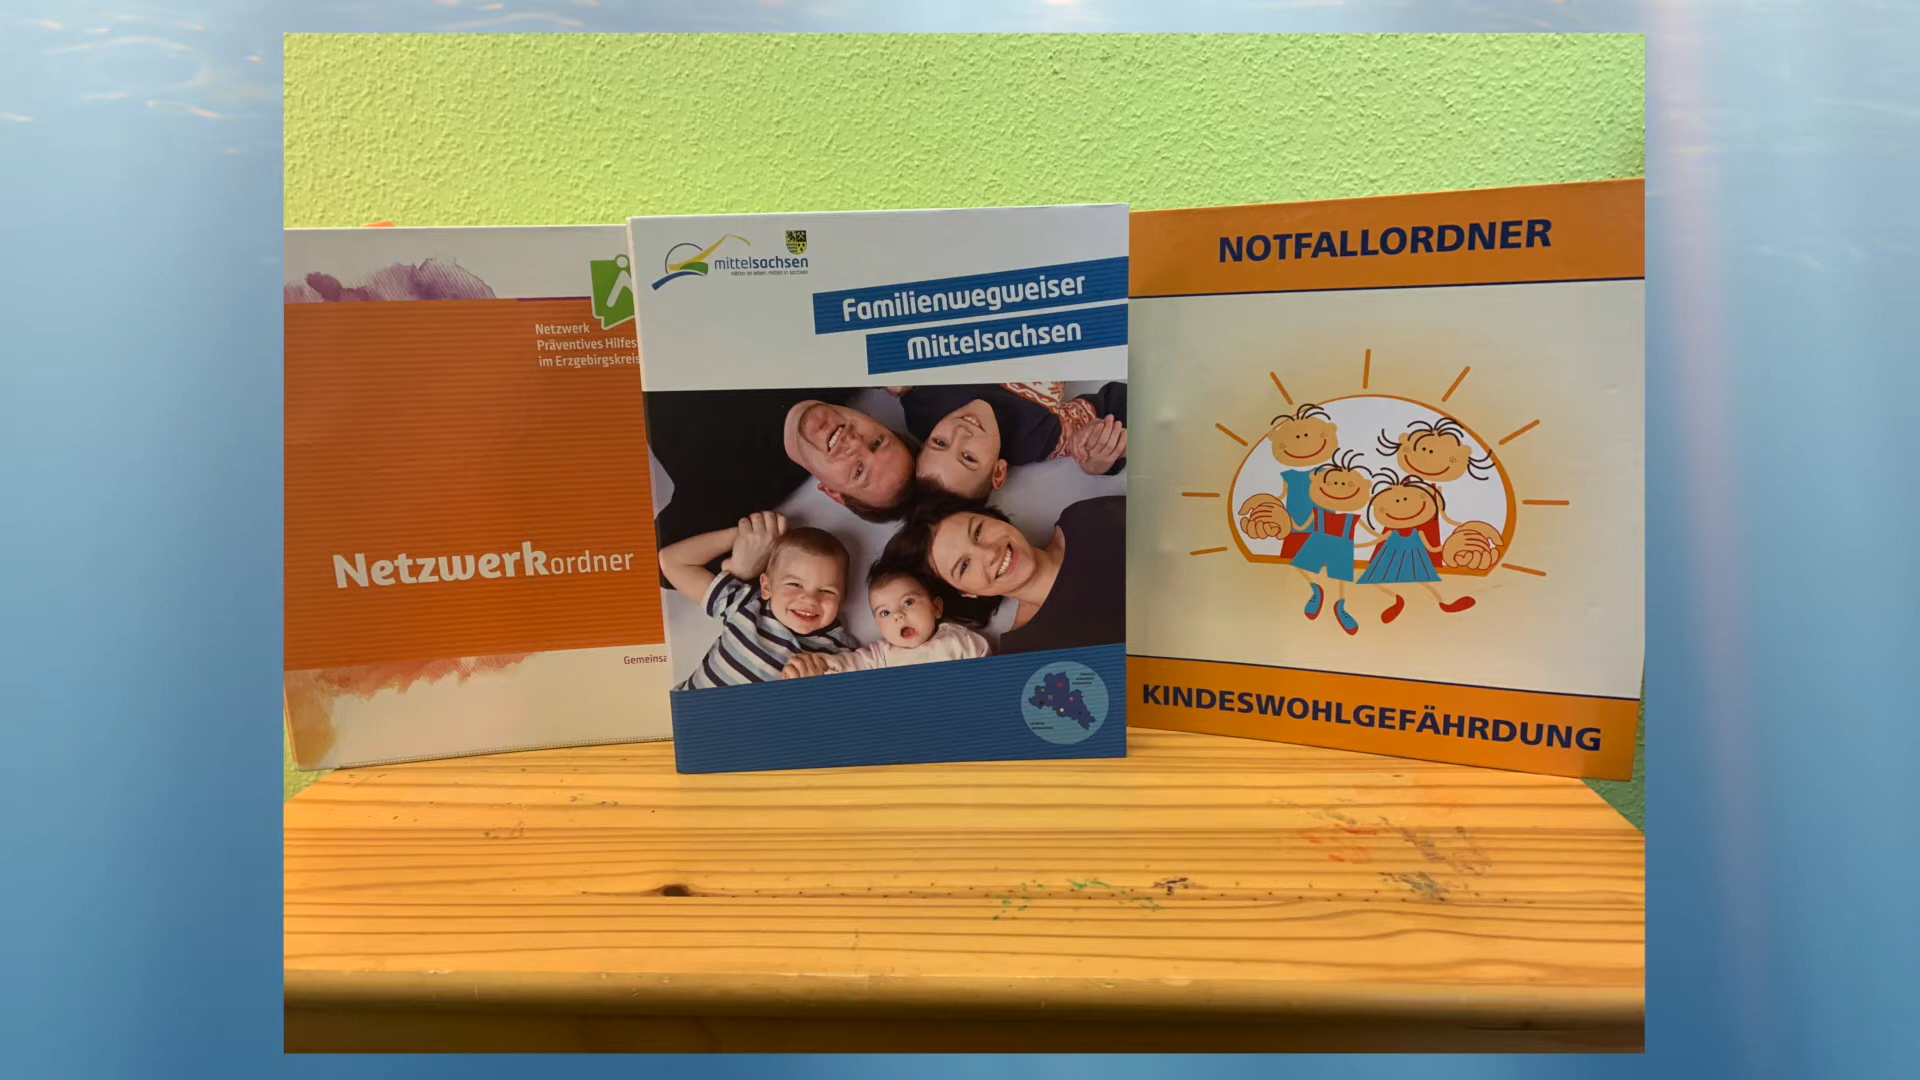 Netzwerk
Präventives Hilfes
im Erzgebirgskreis
Netzwerkordner
Gemeinsa
mittelsachsen
Familienwegweiser
Mittelsachsen
NOTFALLORDNER
KINDESWOHLGEFÄHRDUNG